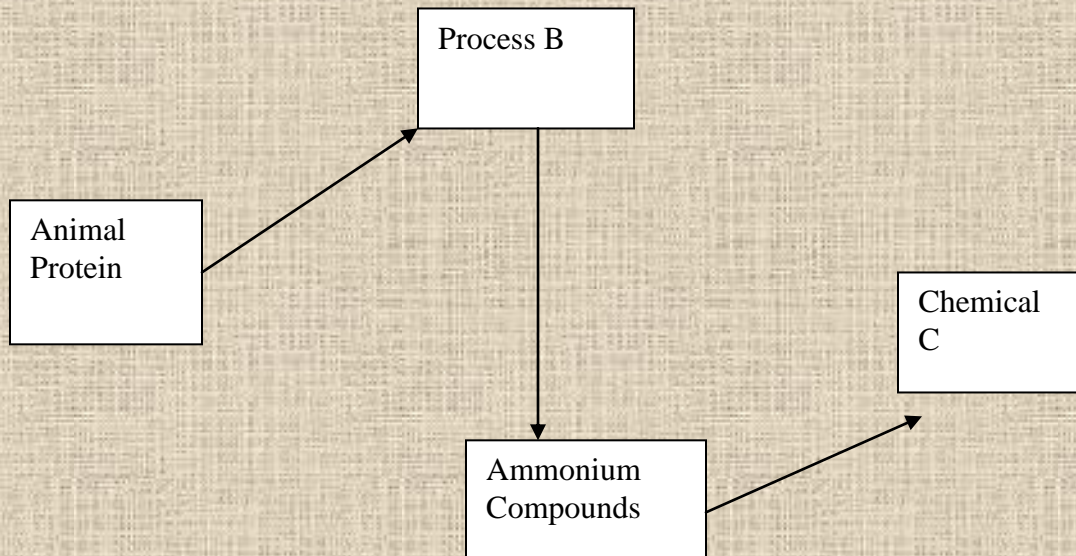 Process B
Animal
Protein
Chemical
C
Ammonium
Compounds